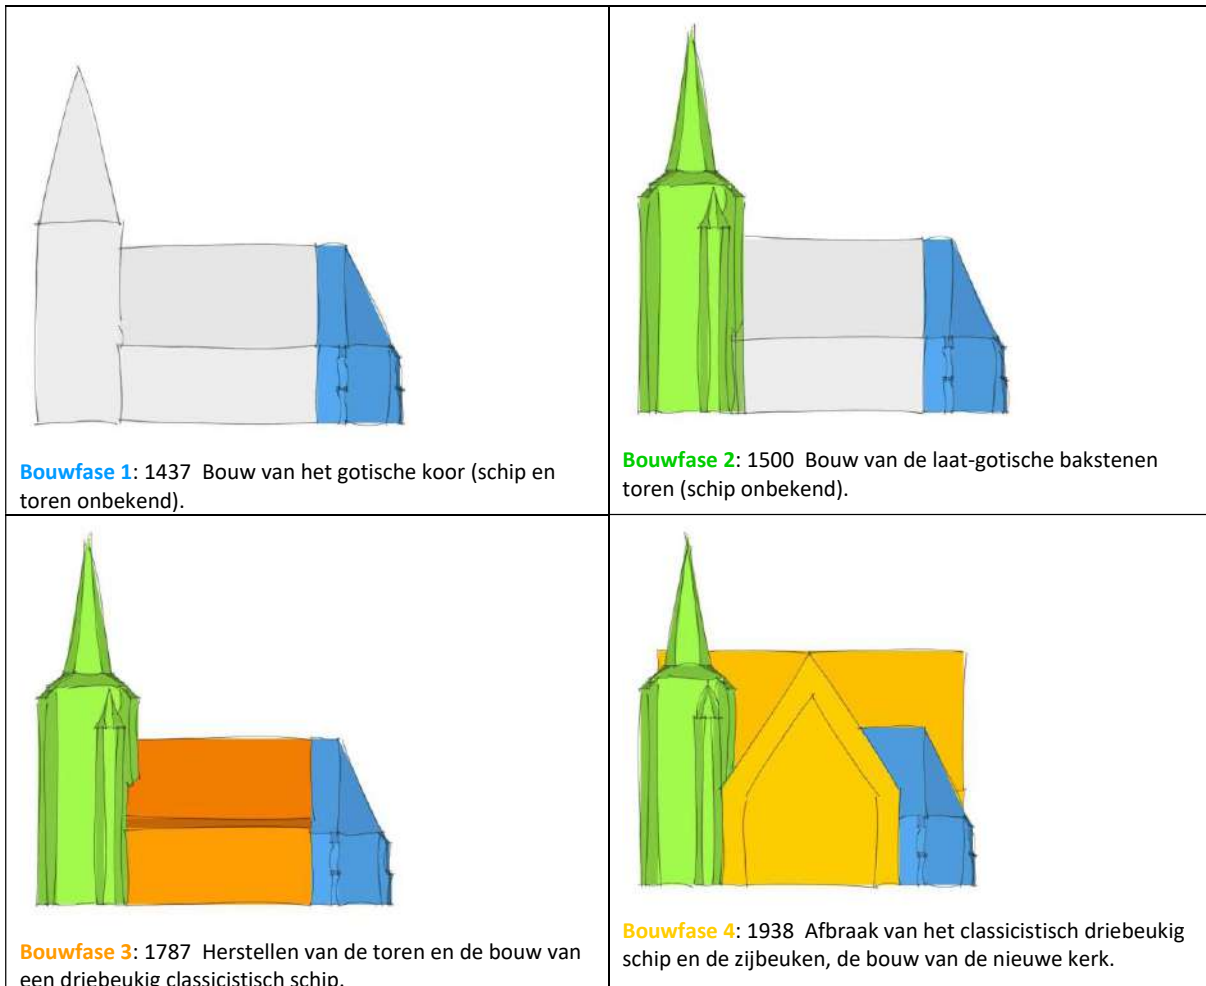 Bouwfase 1: 1437 Bouw van het gotische koor (schip en
toren onbekend).
Bouwfase 2: 1500 Bouw van de laat-gotische bakstenen
toren (schip onbekend).
Bouwfase 3: 1787 Herstellen van de toren en de bouw van
een driebeukig classicistisch schip.
Bouwfase 4: 1938 Afbraak van het classicistisch driebeukig
schip en de zijbeuken, de bouw van de nieuwe kerk.